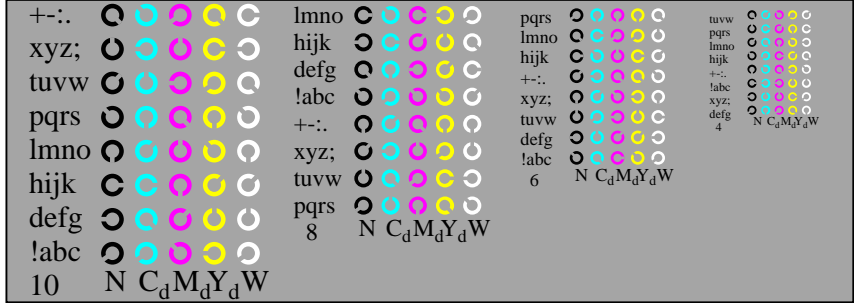 +-:.
xyz;
tuvw
pqrs
lmno
hijk
defg
!abc
10 N CdMdYdW
lmno
hijk
defg
!abc
+-:.
xyz;
tuvw
pqrs
8 N CdMdYdW
pqrs
lmno
hijk
+-:.
xyz;
tuvw
defg
!abc
6 N CdMdYdW
tuvw
pqrs
lmno
hijk
+-:.
!abc
xyz;
defg
4 N CdMdYdW